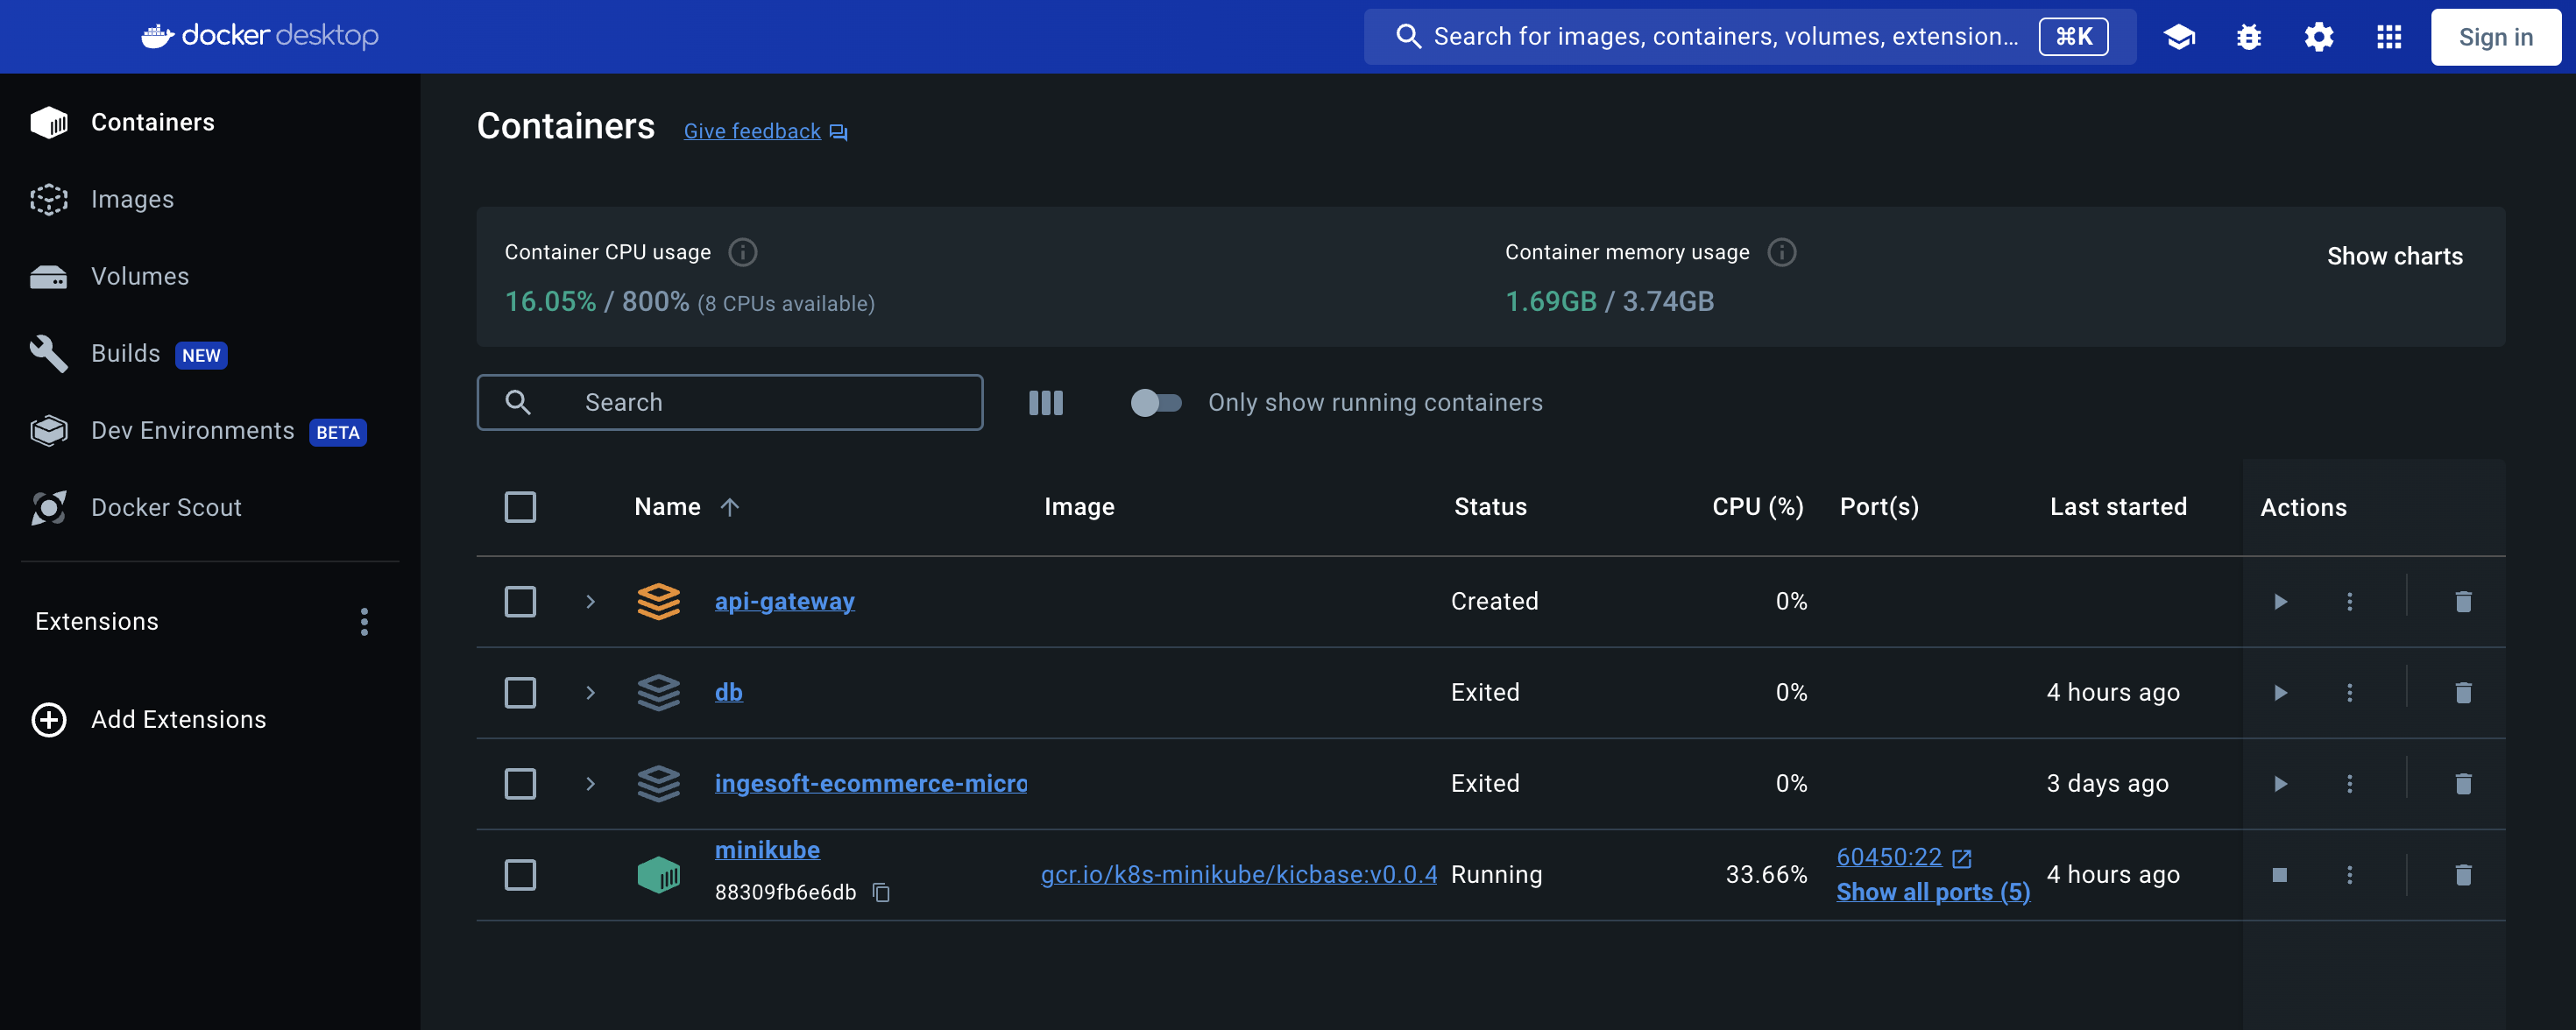 docker desktop
Search for images, containers, volumes, extension... ⌘K
Sign in
Containers
Images
Volumes
Builds NEW
Dev Environments BETA
Docker Scout
Extensions
Add Extensions
Containers Give feedback
Container CPU usage
16.05% / 800% (8 CPUs available)
Container memory usage
1.69GB / 3.74GB
Show charts
Search
Only show running containers
Name Image Status CPU (%) Port(s) Last started Actions
api-gateway Created 0%
db Exited 0% 4 hours ago
ingesoft-ecommerce-micro Exited 0% 3 days ago
minikube
88309fb6e6db
gcr.io/k8s-minikube/kicbase:v0.0.4 Running 33.66%
60450:22
Show all ports (5)
4 hours ago